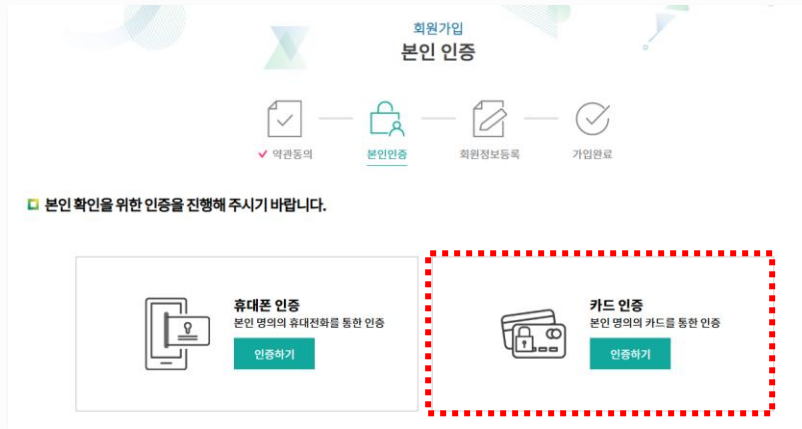 회원가입
본인 인증
약관동의
본인인증
회원정보등록
가입완료
본인 확인을 위한 인증을 진행해 주시기 바랍니다.
휴대폰 인증
본인 명의의 휴대전화를 통한 인증
인증하기
카드 인증
본인 명의의 카드를 통한 인증
인증하기